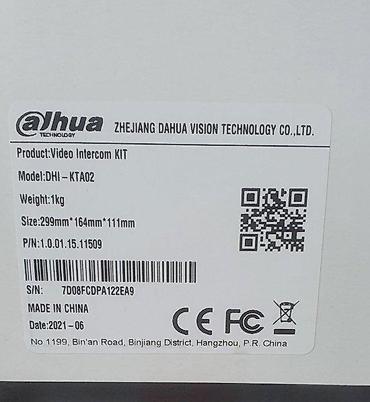 alhua
TECHNOLOGY
ZHEJIANG DAHUA VISION TECHNOLOGY CO.,LTD.
Product:Video Intercom KIT
Model:DHI-KTA02
Weight:1kg
Size:299mm*164mm*111mm
P/N:1.0.01.15.11509
S/N: 7D08FCDPA122EA9
MADE IN CHINA
Date:2021-06
CE FC
No 1199, Bin'an Road, Binjiang District, Hangzhou, P.R. China